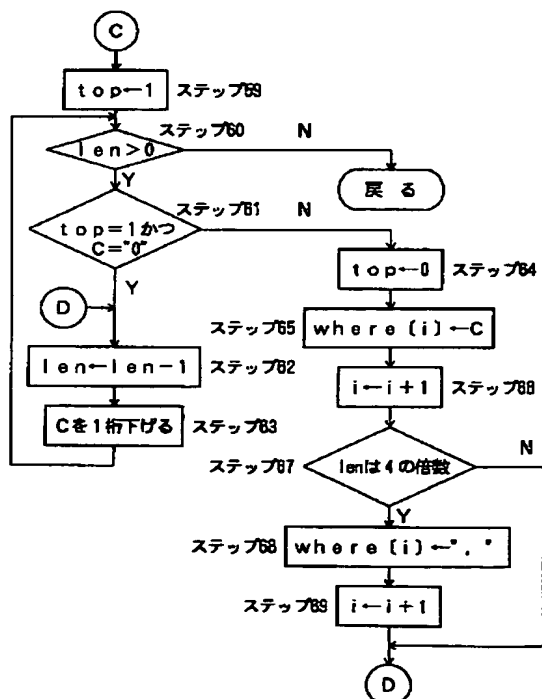 C
top←1 ステップ59
ステップ60
len>0 N
Y
戻る
ステップ61
top=1かつ N
C="0"
Y
top←0 ステップ64
D
ステップ65 where〔i〕←C
len←len-1 ステップ62
i←i+1 ステップ66
Cを1桁下げる ステップ63
ステップ67 lenは4の倍数 N
Y
ステップ68 where〔i〕←","
ステップ69 i←i+1
D